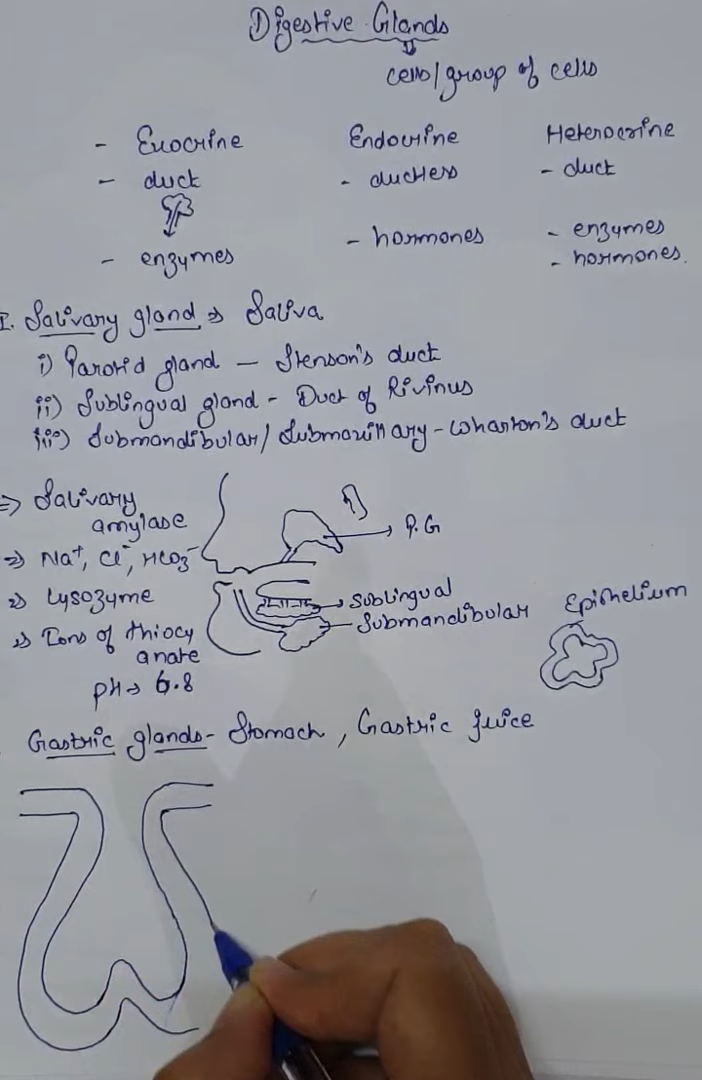 Digestive Glands
cells/group of cells
- Exocrine Endocrine Heterocrine
- duct - ductless - duct
- enzymes - hormones - enzymes
- hormones.
I. Salivary gland ⇒ Saliva
i) Parotid gland - Stenson's duct
ii) Sublingual gland - Duct of Rivinus
iii) Submandibular/Submaxillary - Wharton's duct
⇒ Salivary
amylase
P.G
⇒ Na⁺, Cl⁻, HCO₃⁻
⇒ Lysozyme
Sublingual
Submandibular
Epithelium
⇒ Ions of thiocy
anate
pH → 6.8
Gastric glands - Stomach, Gastric juice